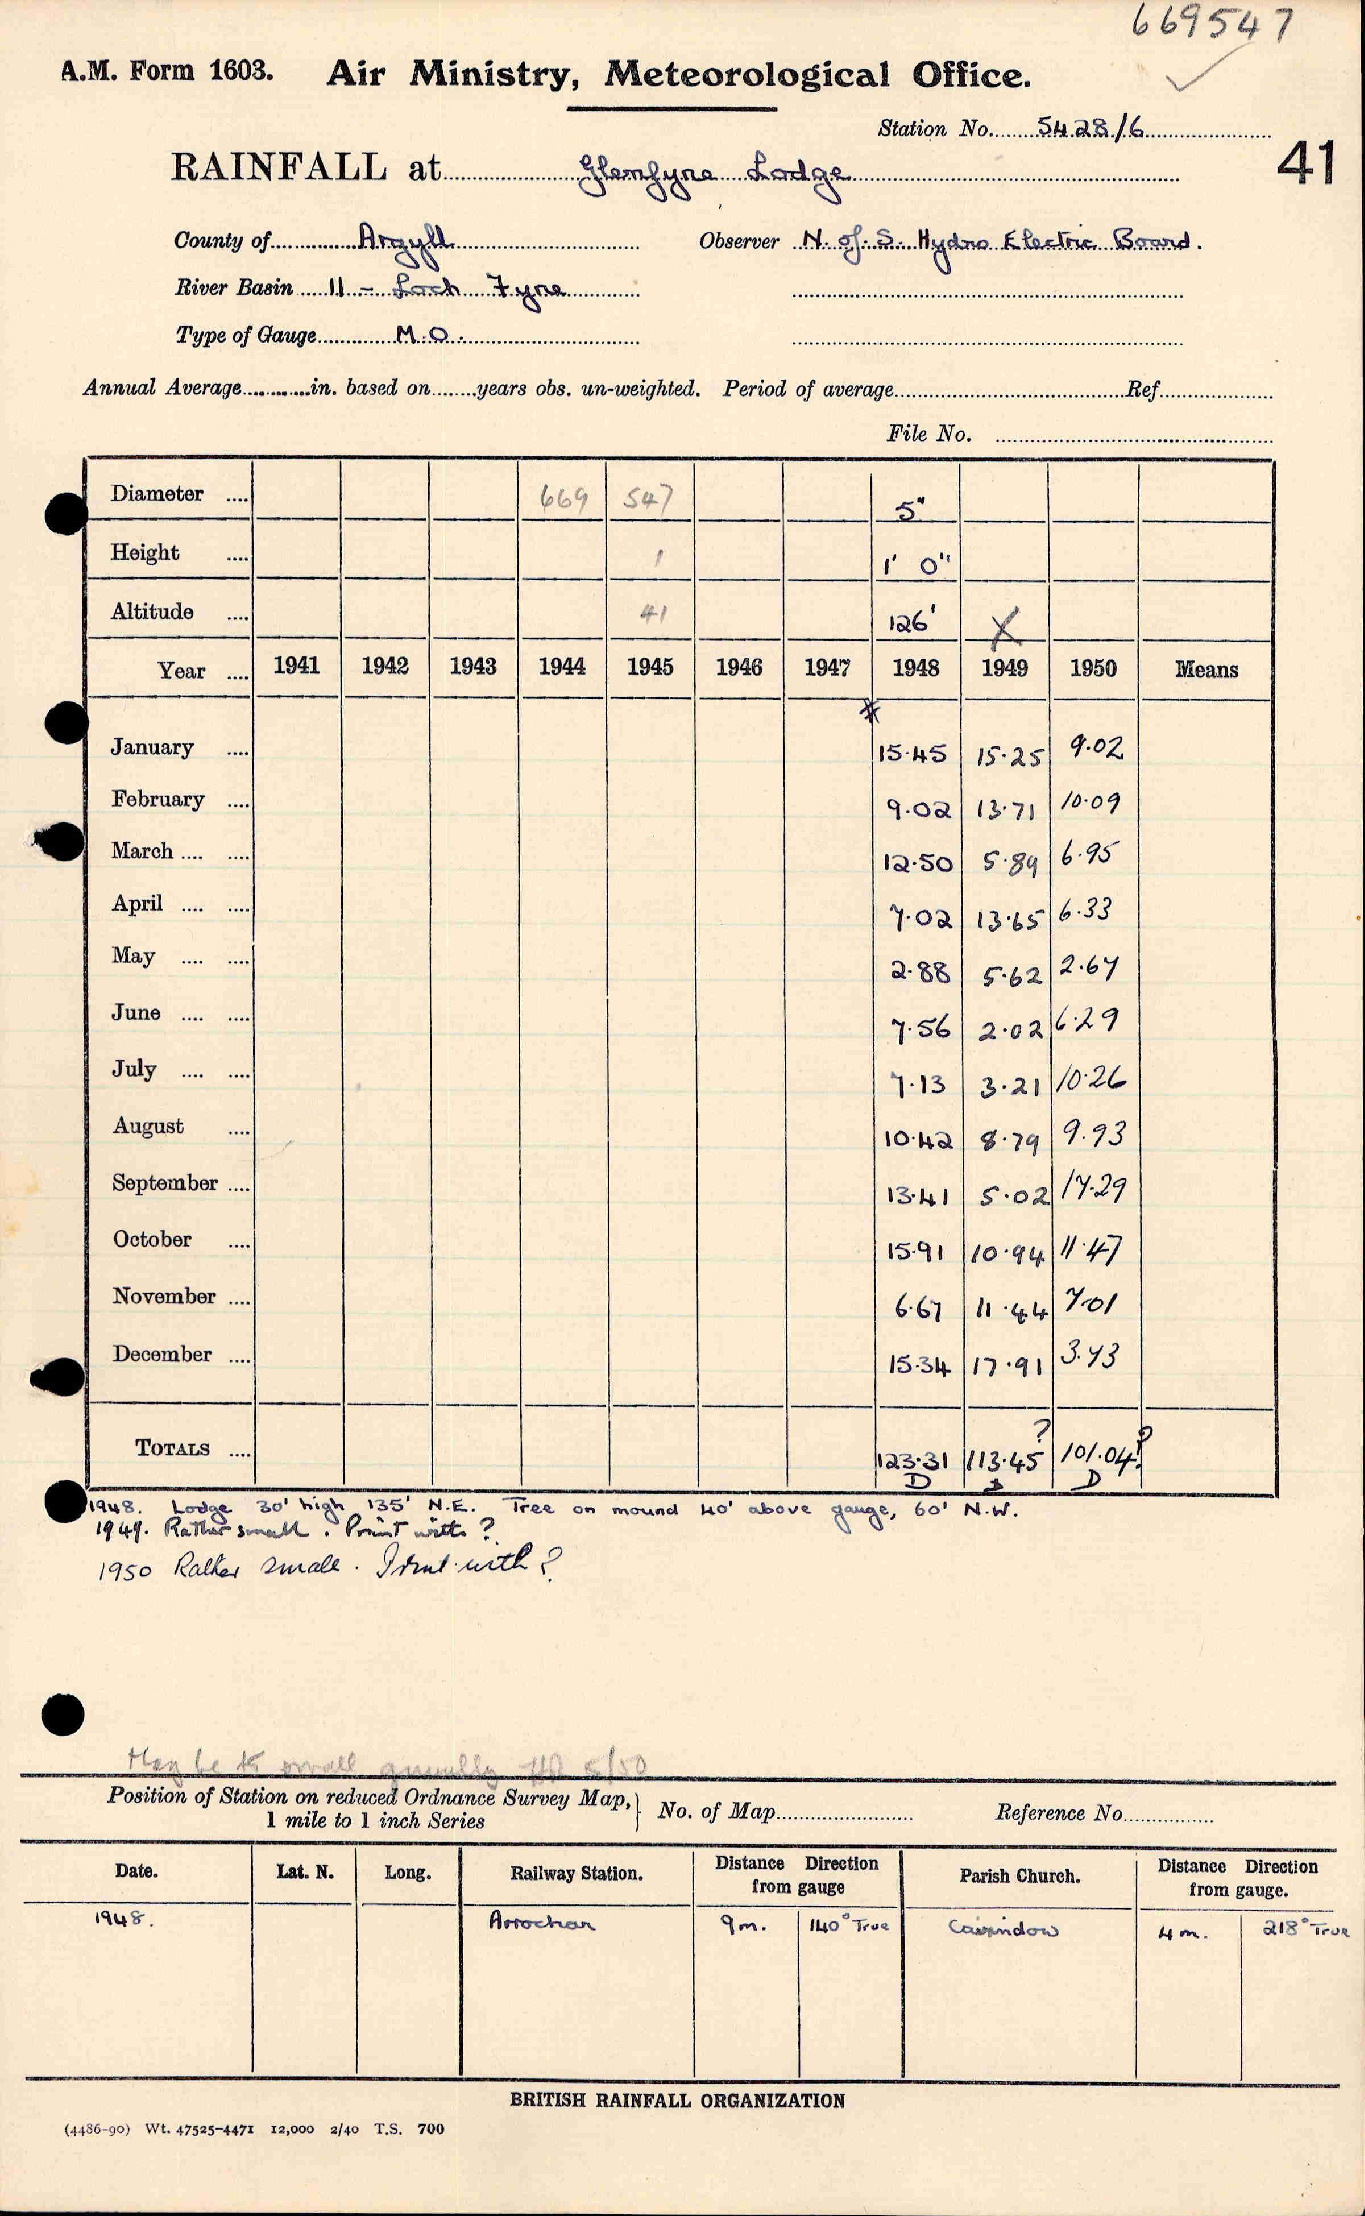 669547
A.M. Form 1603. Air Ministry, Meteorological Office.
Station No. 5428/6
41
RAINFALL at Glenfyne Lodge
County of Argyll Observer N. of S. Hydro Electric Board.
River Basin 11 - Loch Fyne
Type of Gauge M.O.
Annual Average in. based on years obs. un-weighted. Period of average Ref.
File No.
Diameter 669 547 5"
Height 1 1' 0"
Altitude 41 126' X
Year 1941 1942 1943 1944 1945 1946 1947 1948 1949 1950 Means
#
January 15.45 15.25 9.02
February 9.02 13.71 10.09
March 12.50 5.89 6.95
April 7.02 13.65 6.33
May 2.88 5.62 2.67
June 7.56 2.02 6.29
July 7.13 3.21 10.26
August 10.42 8.79 9.93
September 13.41 5.02 17.29
October 15.91 10.94 11.47
November 6.67 11.44 7.01
December 15.34 17.91 3.73
TOTALS 123.31 113.45? 101.04?
D D D
1948. Lodge 30' high 135' N.E. Tree on mound 40' above gauge, 60' N.W.
1949. Rather small. Print with ?
1950 Rather small. Print with ?
May be too small generally 5/50
Position of Station on reduced Ordnance Survey Map, 1 mile to 1 inch Series } No. of Map Reference No.
Date. Lat. N. Long. Railway Station. Distance Direction from gauge Parish Church. Distance Direction from gauge.
1948. Arrochar 9m. 140° True Cairndow 4m. 218° True
BRITISH RAINFALL ORGANIZATION
(4486-90) Wt. 47525-4471 12,000 2/40 T.S. 700